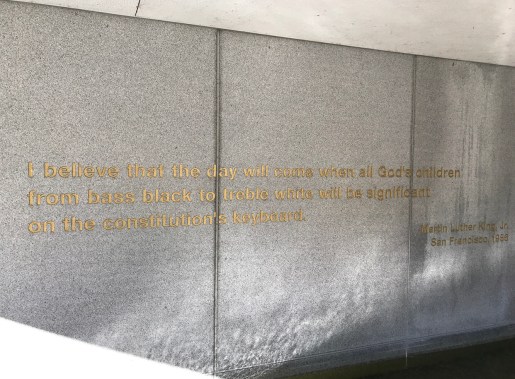 I believe that the day will come when all God's children
from bass black to treble white will be significant
on the constitution's keyboard.
Martin Luther King, Jr.
San Francisco, 1956